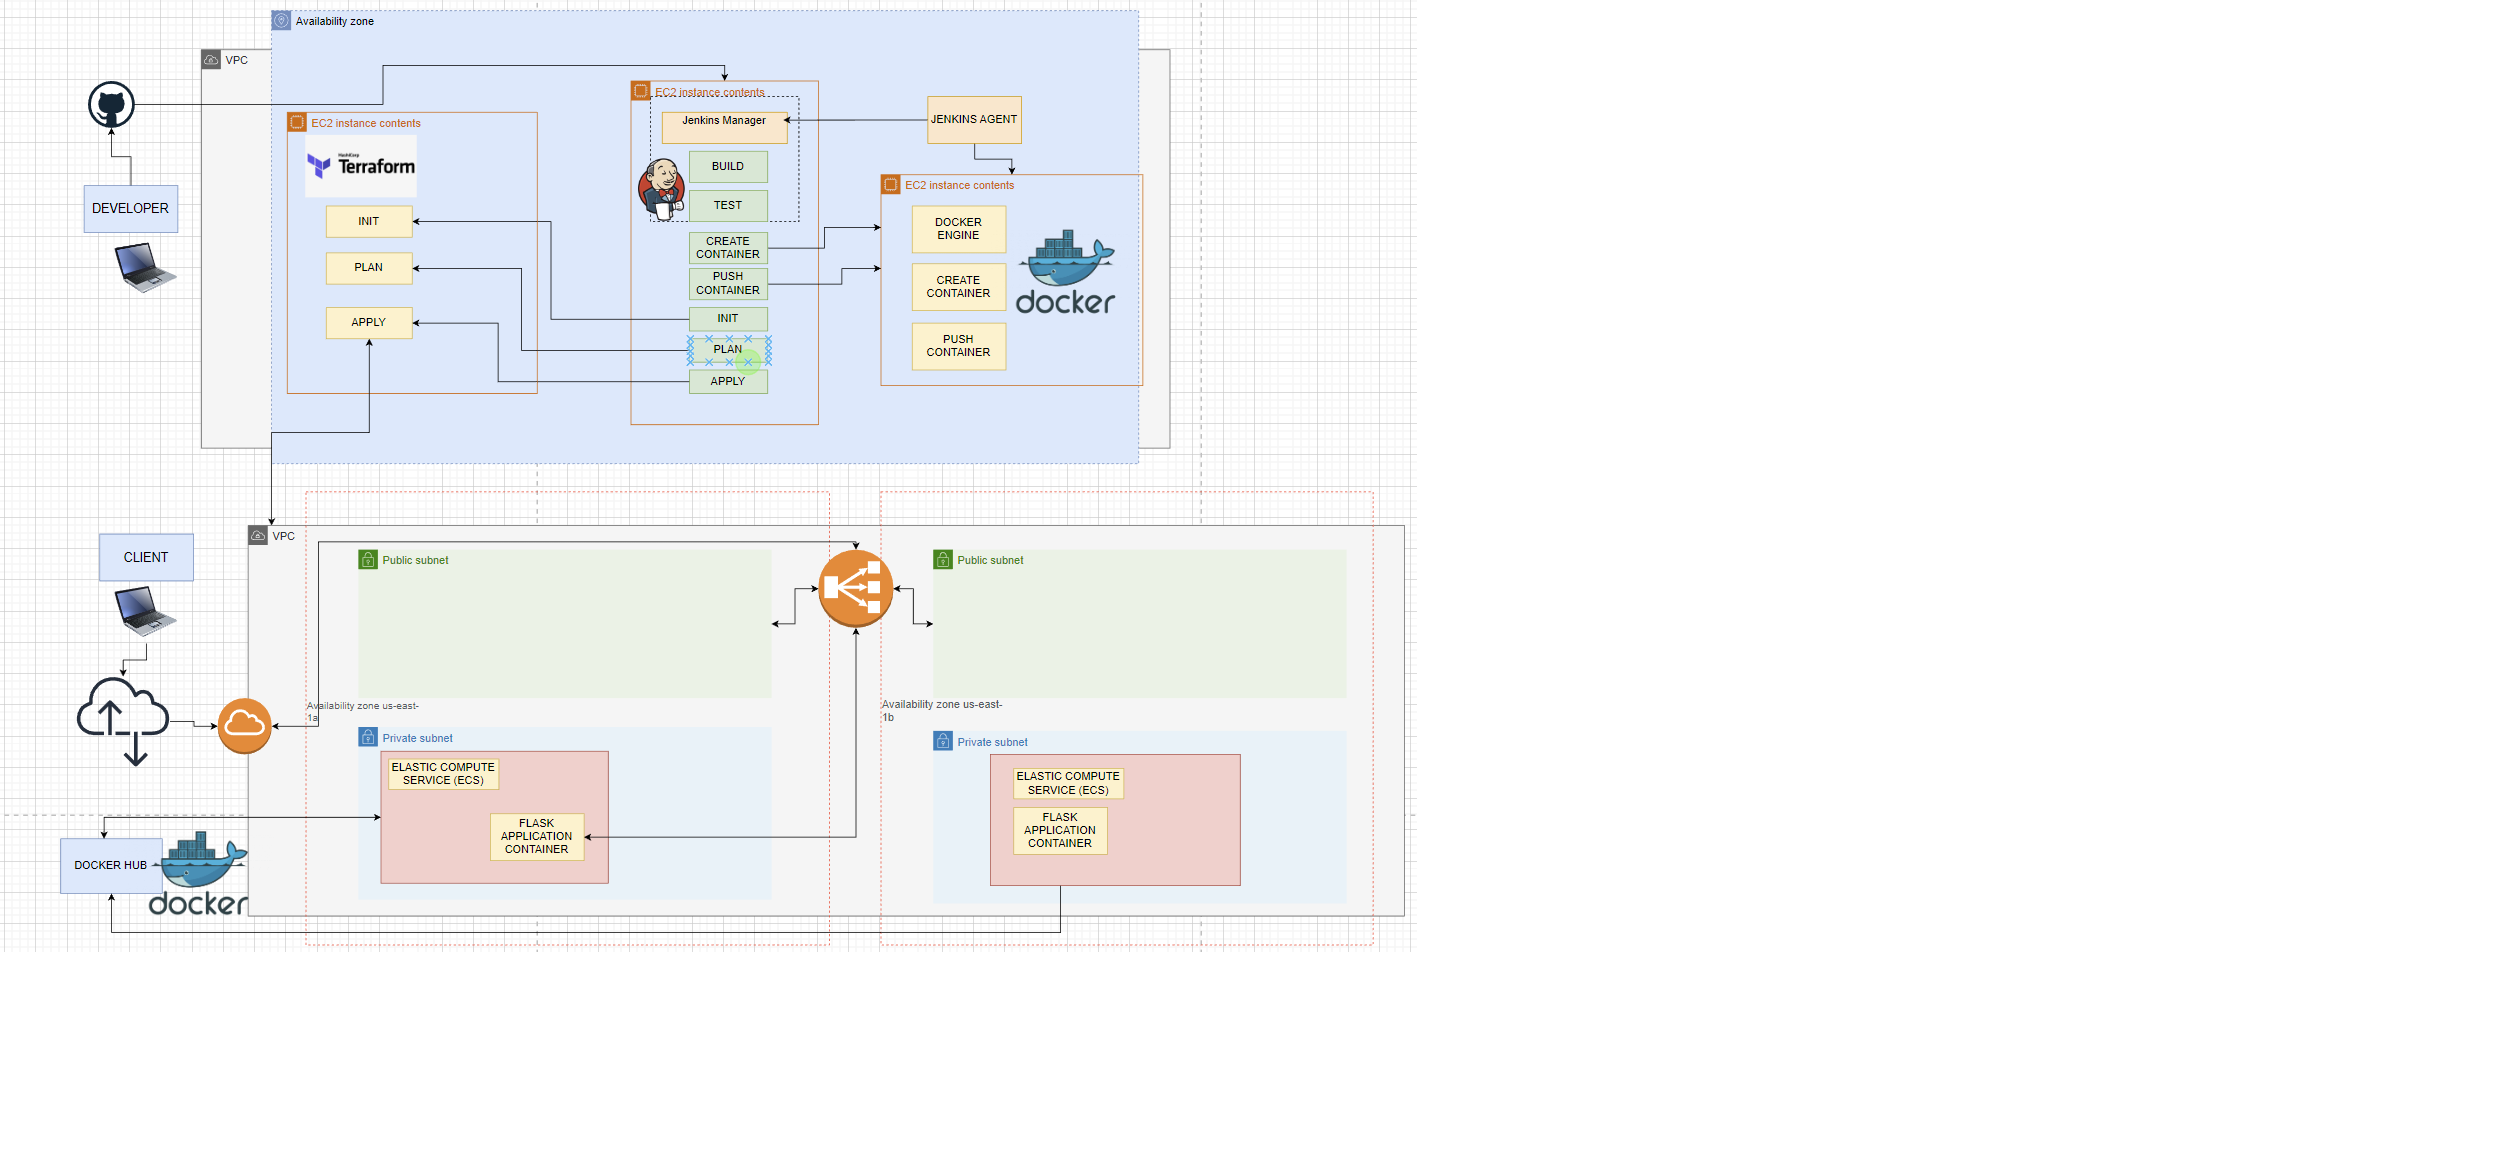 Availability zone
VPC
EC2 instance contents
Jenkins Manager
JENKINS AGENT
EC2 instance contents
HashiCorp
Terraform
BUILD
TEST
EC2 instance contents
DEVELOPER
INIT
PLAN
APPLY
CREATE
CONTAINER
PUSH
CONTAINER
INIT
PLAN
APPLY
DOCKER
ENGINE
CREATE
CONTAINER
PUSH
CONTAINER
docker
CLIENT
VPC
Public subnet
Public subnet
Availability zone us-east-
1a
Availability zone us-east-
1b
Private subnet
ELASTIC COMPUTE
SERVICE (ECS)
FLASK
APPLICATION
CONTAINER
Private subnet
ELASTIC COMPUTE
SERVICE (ECS)
FLASK
APPLICATION
CONTAINER
DOCKER HUB
docker